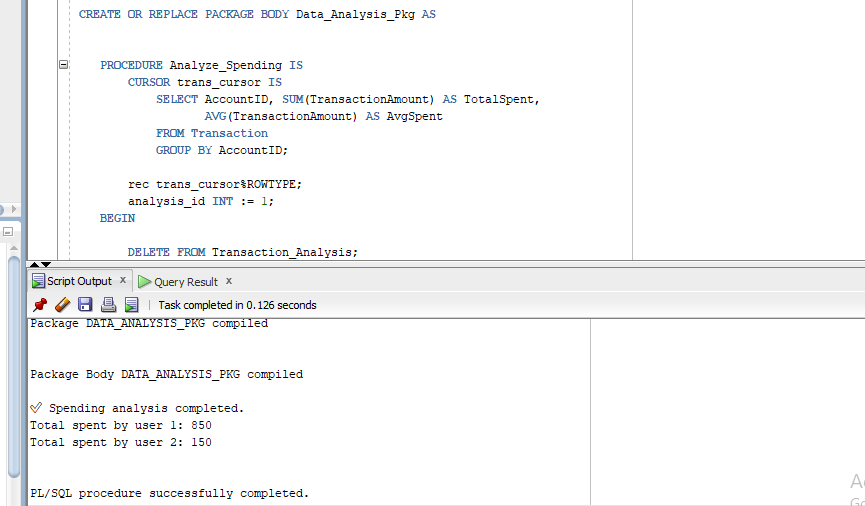 CREATE OR REPLACE PACKAGE BODY Data_Analysis_Pkg AS
PROCEDURE Analyze_Spending IS
CURSOR trans_cursor IS
SELECT AccountID, SUM(TransactionAmount) AS TotalSpent,
AVG(TransactionAmount) AS AvgSpent
FROM Transaction
GROUP BY AccountID;
rec trans_cursor%ROWTYPE;
analysis_id INT := 1;
BEGIN
DELETE FROM Transaction_Analysis;
Script Output x Query Result x
Task completed in 0.126 seconds
Package DATA_ANALYSIS_PKG compiled
Package Body DATA_ANALYSIS_PKG compiled
✓ Spending analysis completed.
Total spent by user 1: 850
Total spent by user 2: 150
PL/SQL procedure successfully completed.